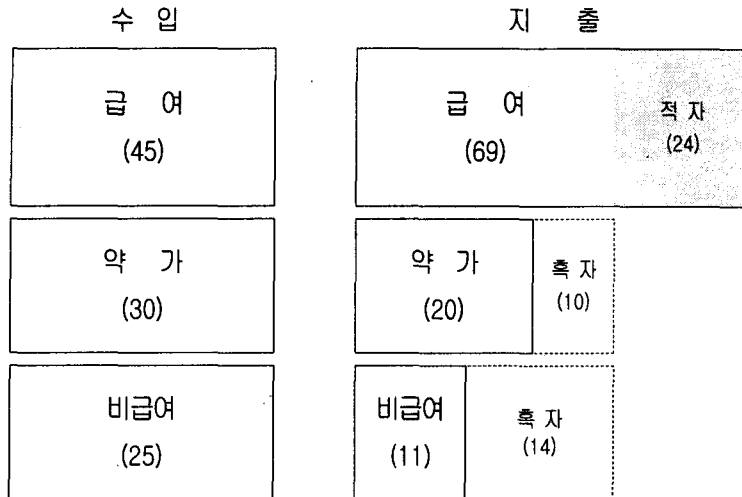 수 입
지 출
급 여
(45)
급 여
(69)
적 자
(24)
약 가
(30)
약 가
(20)
흑 자
(10)
비급여
(25)
비급여
(11)
흑 자
(14)